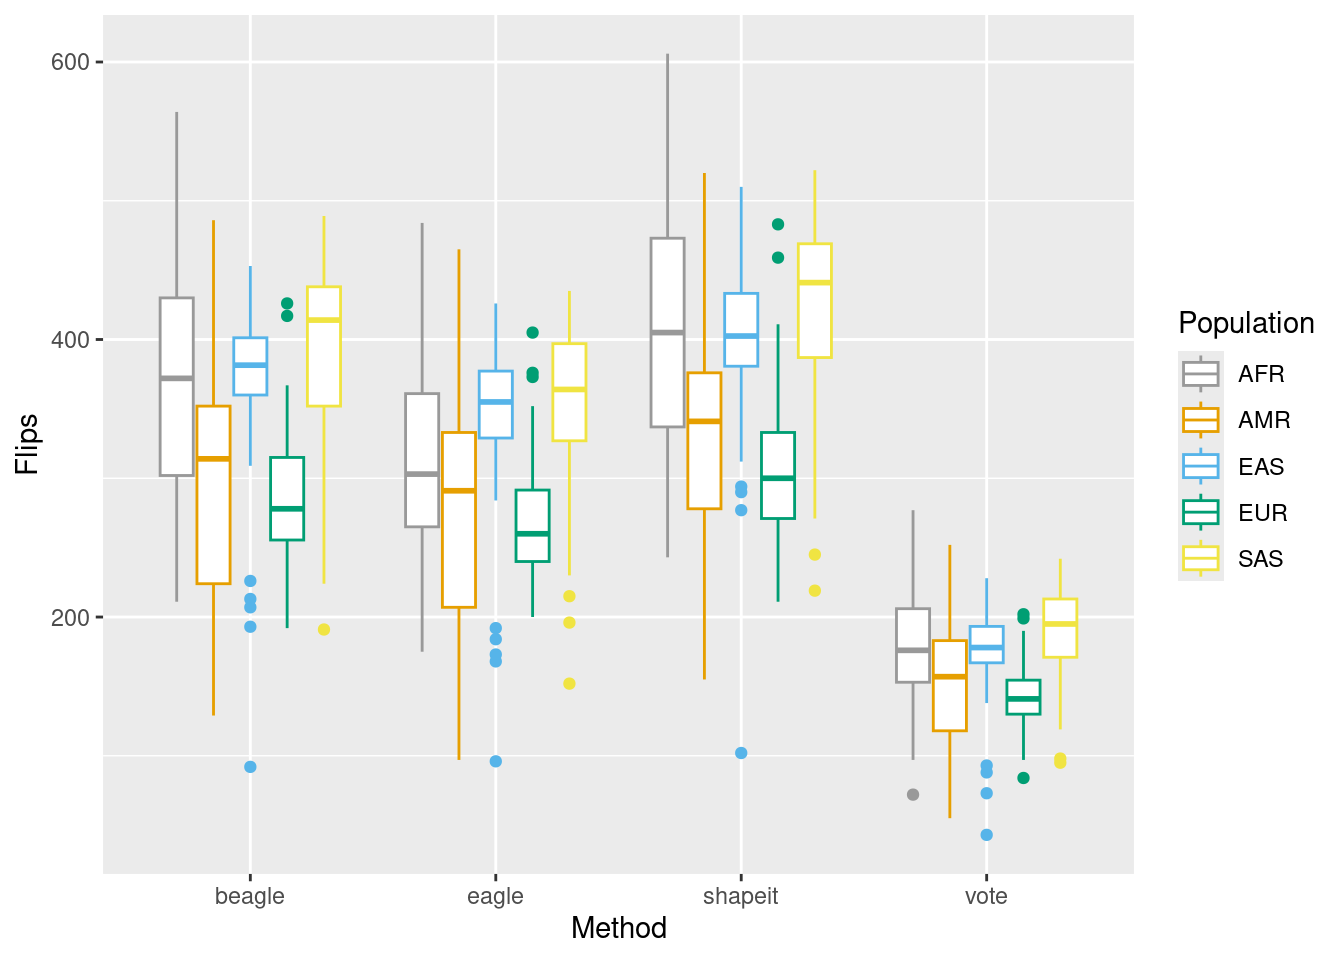 600
400
200
Flips
beagle
eagle
shapeit
vote
Method
Population
AFR
AMR
EAS
EUR
SAS